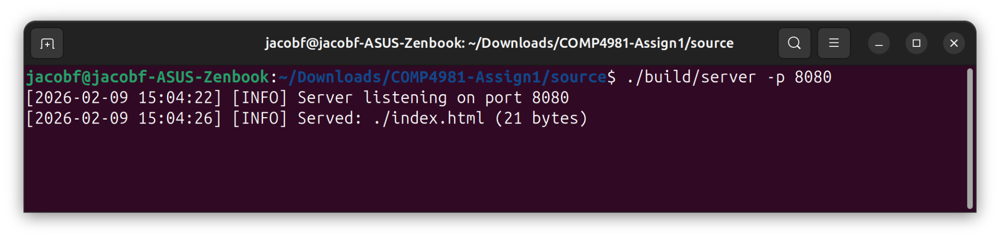 jacobf@jacobf-ASUS-Zenbook: ~/Downloads/COMP4981-Assign1/source
jacobf@jacobf-ASUS-Zenbook:~/Downloads/COMP4981-Assign1/source$ ./build/server -p 8080
[2026-02-09 15:04:22] [INFO] Server listening on port 8080
[2026-02-09 15:04:26] [INFO] Served: ./index.html (21 bytes)